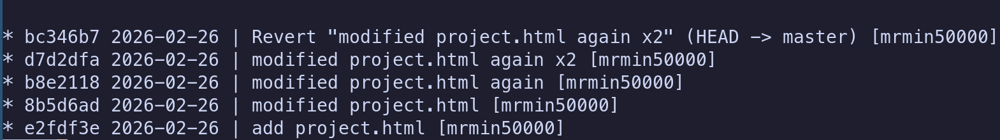 * bc346b7 2026-02-26 | Revert "modified project.html again x2" (HEAD -> master) [mrmin50000]
* d7d2dfa 2026-02-26 | modified project.html again x2 [mrmin50000]
* b8e2118 2026-02-26 | modified project.html again [mrmin50000]
* 8b5d6ad 2026-02-26 | modified project.html [mrmin50000]
* e2fdf3e 2026-02-26 | add project.html [mrmin50000]